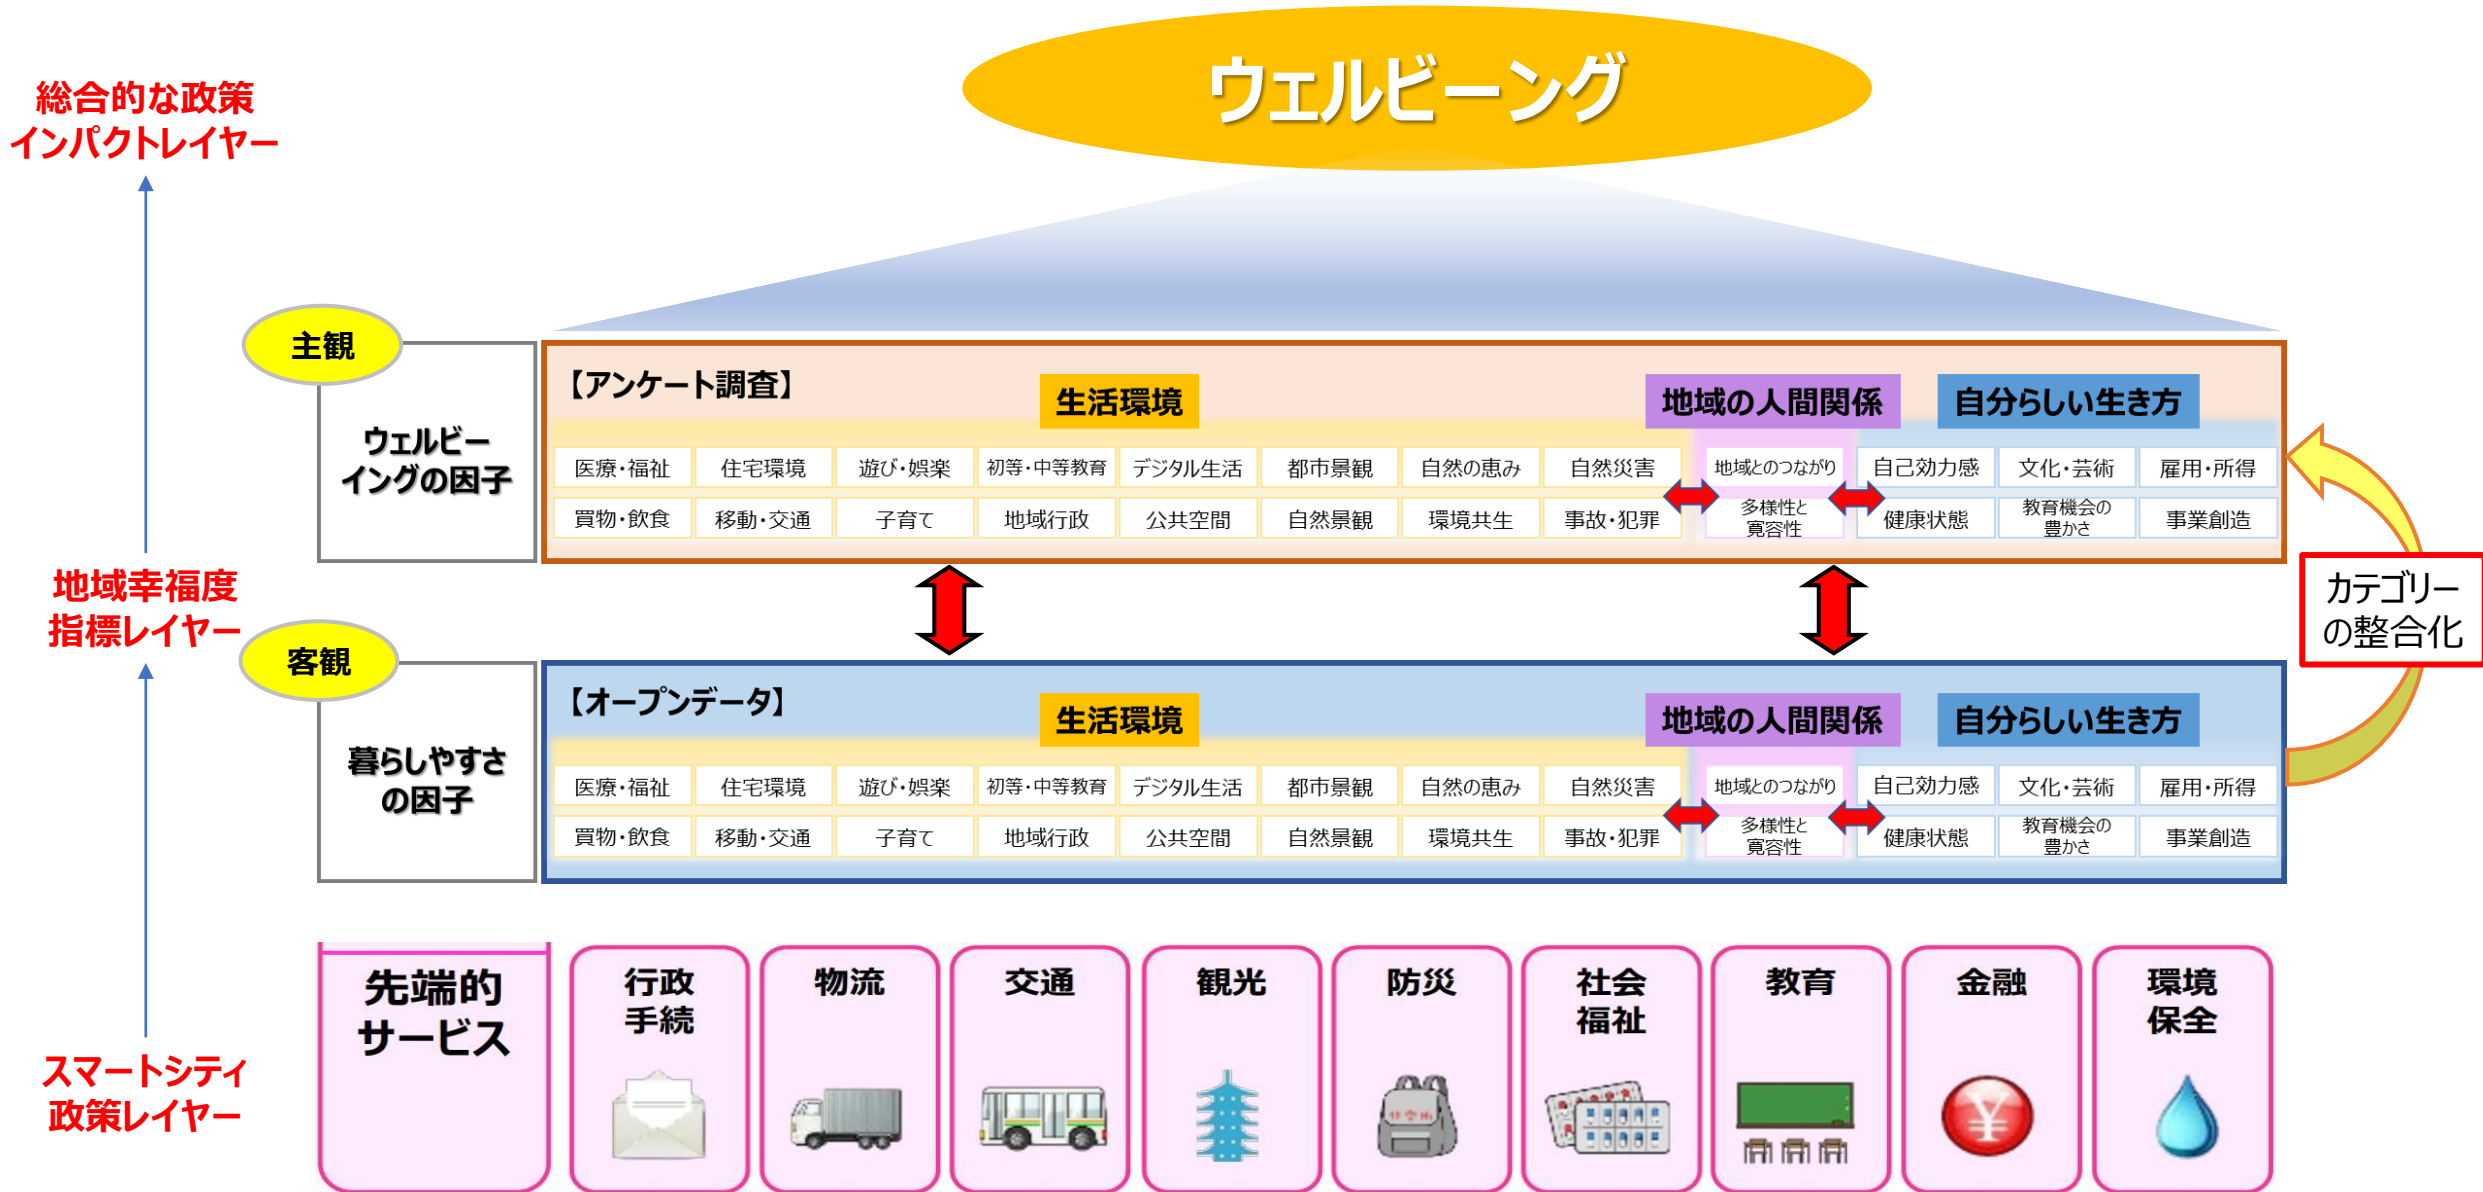 ウェルビーング
総合的な政策
インパクトレイヤー
主観
ウェルビー
イングの因子
【アンケート調査】
生活環境
地域の人間関係
自分らしい生き方
医療・福祉
住宅環境
遊び・娯楽
初等・中等教育
デジタル生活
都市景観
自然の恵み
自然災害
地域とのつながり
自己効力感
文化・芸術
雇用・所得
買物・飲食
移動・交通
子育て
地域行政
公共空間
自然景観
環境共生
事故・犯罪
多様性と
寛容性
健康状態
教育機会の
豊かさ
事業創造
地域幸福度
指標レイヤー
カテゴリー
の整合化
客観
暮らしやすさ
の因子
【オープンデータ】
生活環境
地域の人間関係
自分らしい生き方
医療・福祉
住宅環境
遊び・娯楽
初等・中等教育
デジタル生活
都市景観
自然の恵み
自然災害
地域とのつながり
自己効力感
文化・芸術
雇用・所得
買物・飲食
移動・交通
子育て
地域行政
公共空間
自然景観
環境共生
事故・犯罪
多様性と
寛容性
健康状態
教育機会の
豊かさ
事業創造
スマートシティ
政策レイヤー
先端的
サービス
行政
手続
物流
交通
観光
防災
社会
福祉
教育
金融
環境
保全